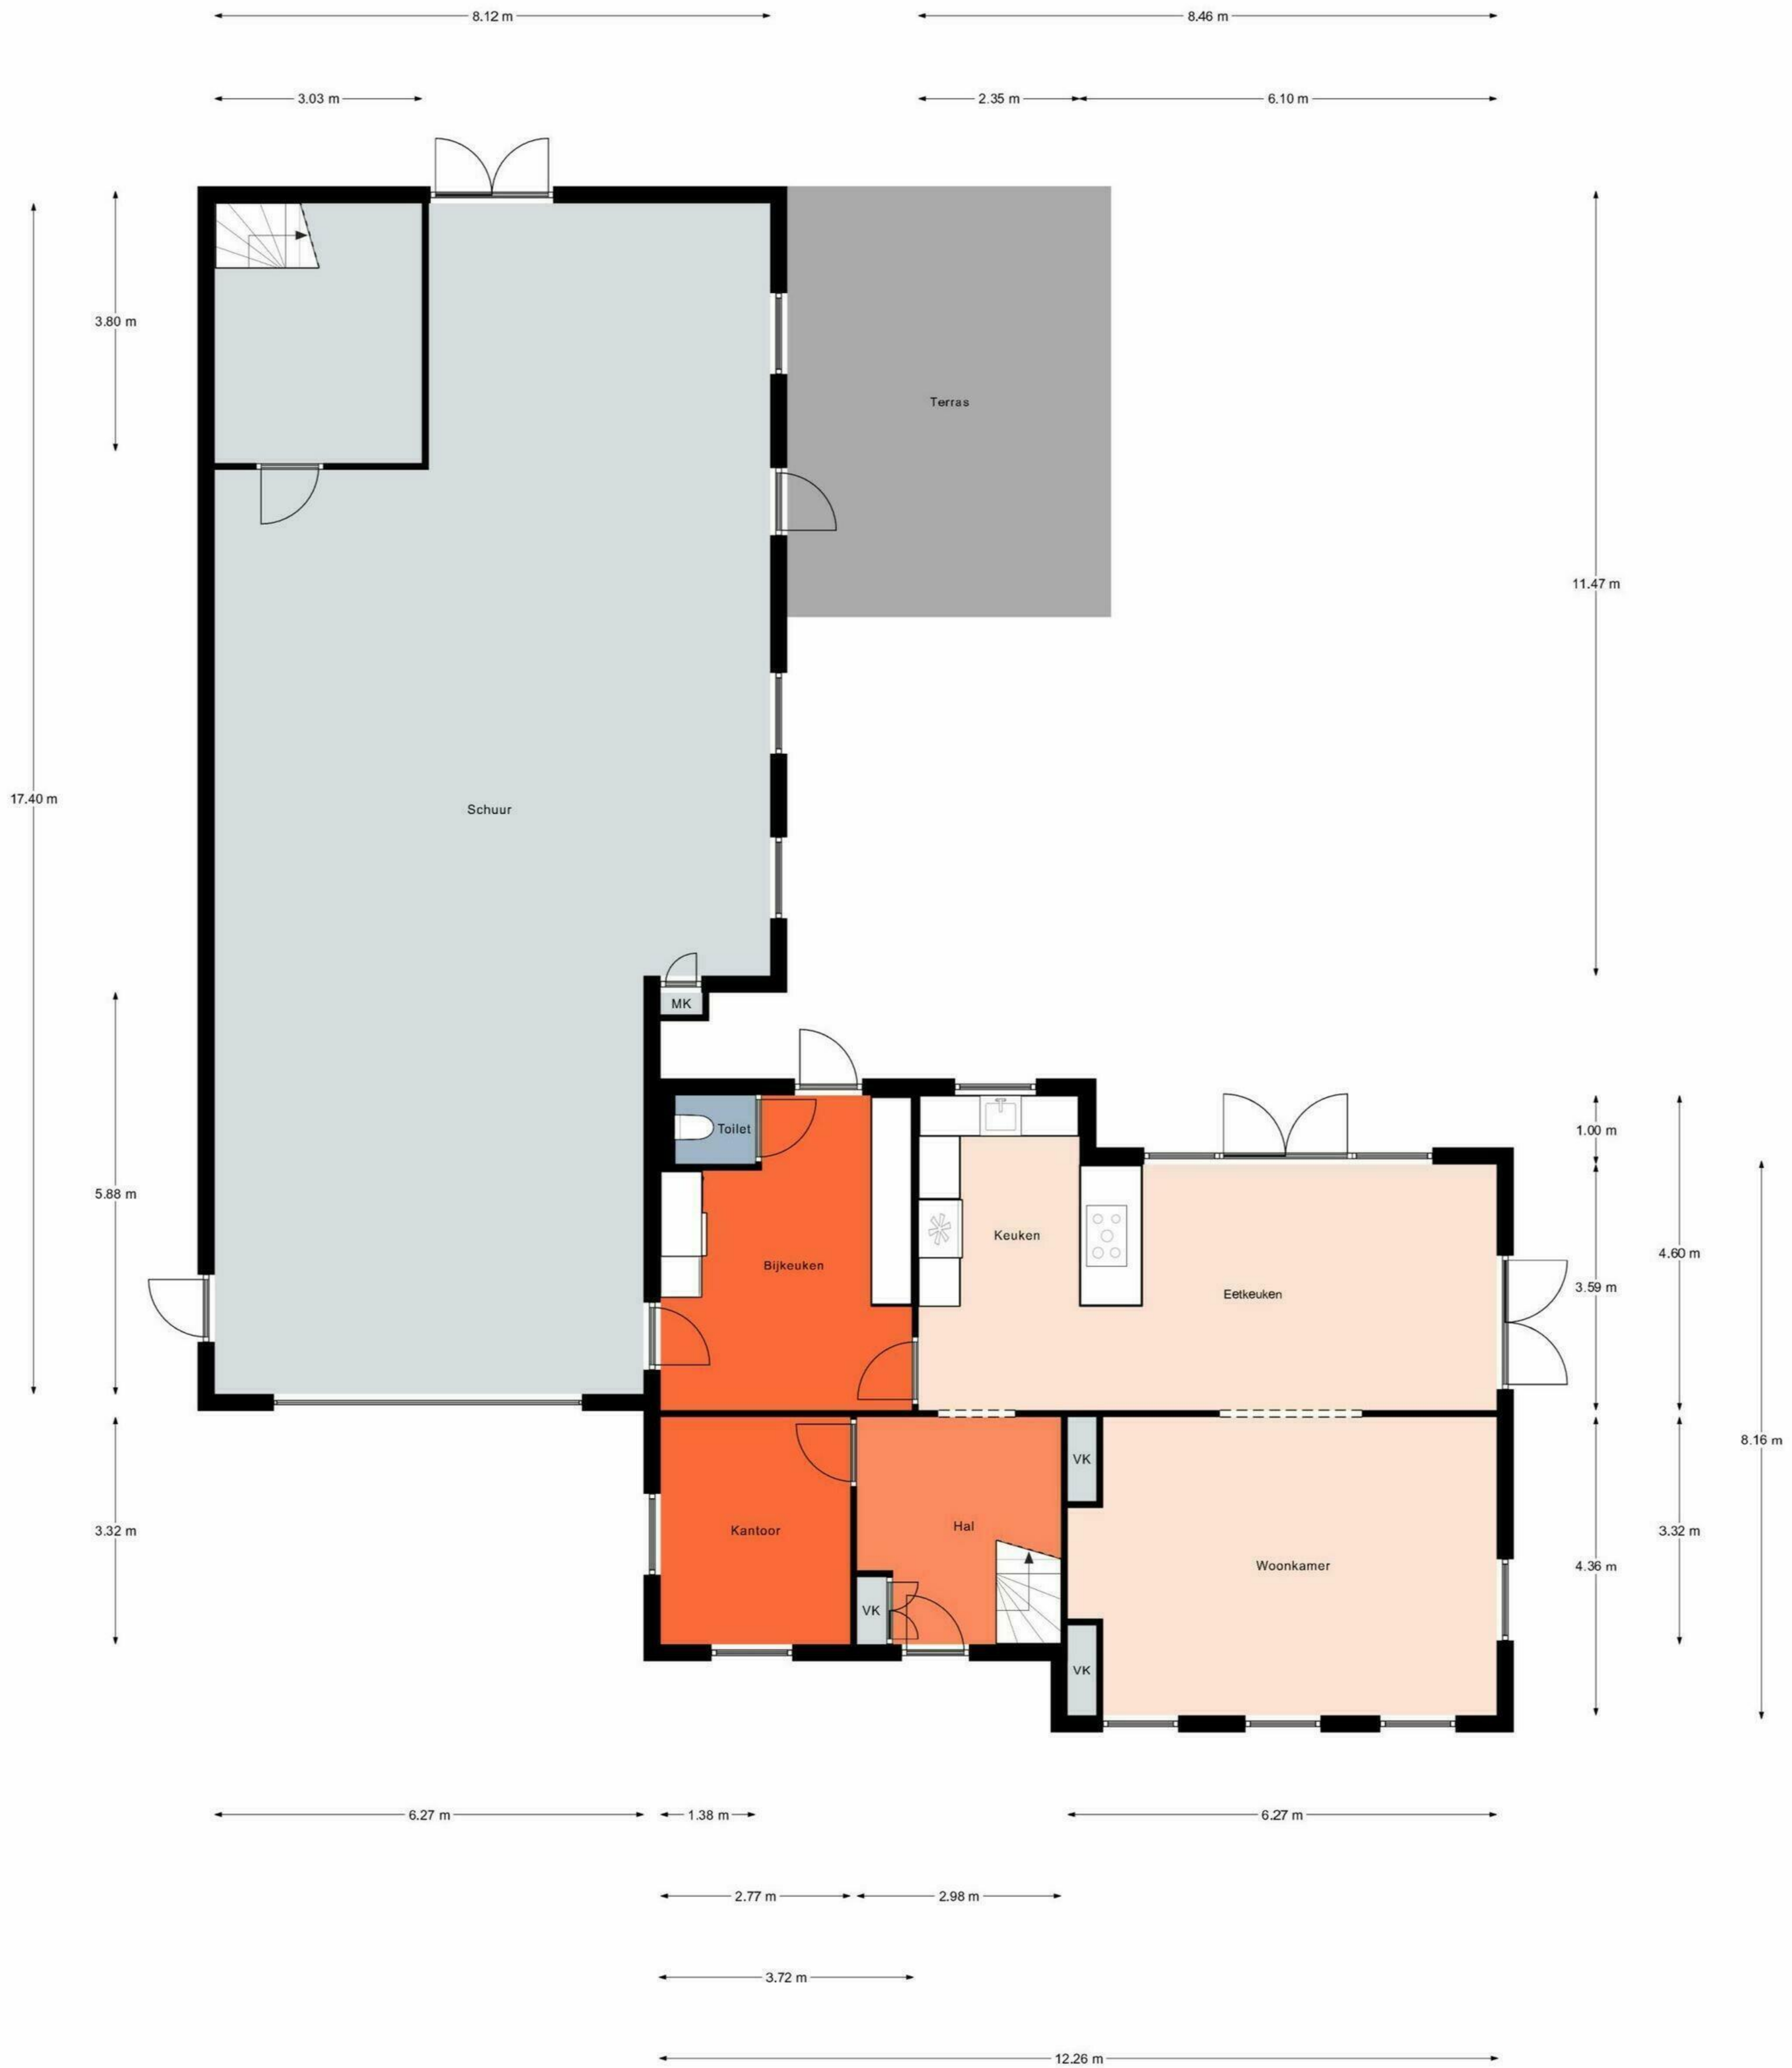 8.12 m
8.46 m
3.03 m
2.35 m
6.10 m
3.80 m
Terras
11.47 m
17.40 m
Schuur
MK
Toilet
1.00 m
5.88 m
Keuken
4.60 m
Bijkeuken
3.59 m
Eetkeuken
8.16 m
VK
Hal
Kantoor
3.32 m
3.32 m
Woonkamer
4.36 m
VK
VK
6.27 m
1.38 m
6.27 m
2.77 m
2.98 m
3.72 m
12.26 m